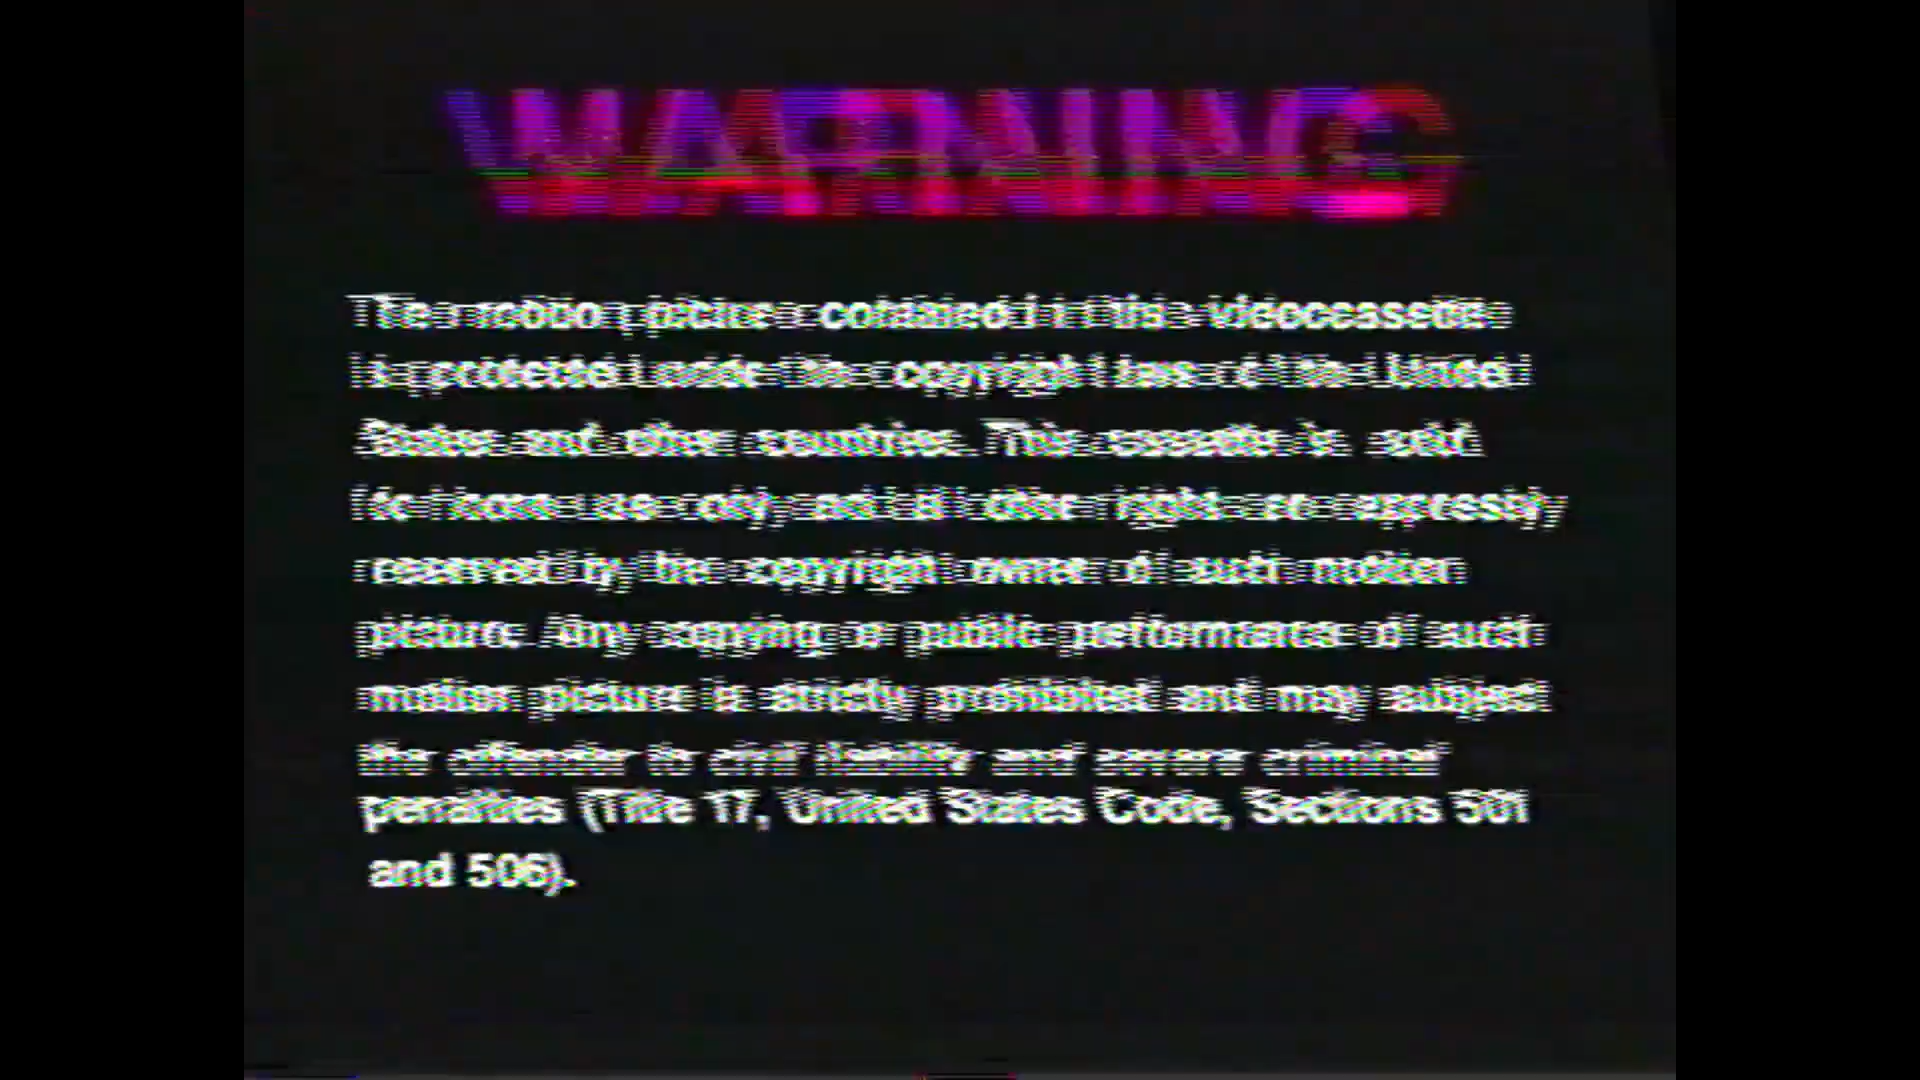 WARNING
The motion picture contained in this videocassette
is protected under the copyright laws of the United
States and other countries. This cassette is sold
for home use only and all other rights are expressly
reserved by the copyright owner of such motion
picture. Any copying or public performance of such
motion picture is strictly prohibited and may subject
the offender to civil liability and severe criminal
penalties (Title 17, United States Code, Sections 501
and 506).